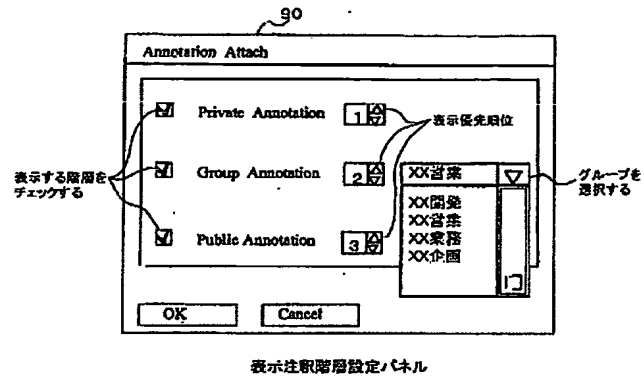 90
Annotation Attach
Private Annotation 1
表示優先順位
表示する階層を
チェックする
Group Annotation 2
XX営業
グループを
選択する
XX開発
XX営業
XX業務
XX企画
Public Annotation 3
OK Cancel
表示注釈階層設定パネル